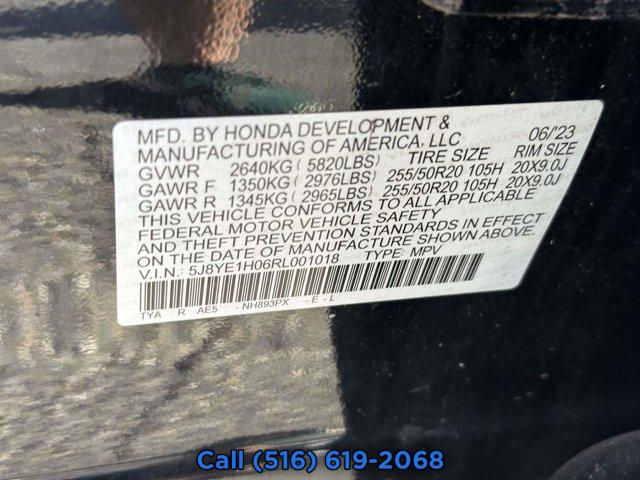 MFD. BY HONDA DEVELOPMENT & 06/'23
MANUFACTURING OF AMERICA, LLC
TIRE SIZE RIM SIZE
GVWR 2640KG ( 5820LBS)
GAWR F 1350KG ( 2976LBS) 255/50R20 105H 20X9.0J
GAWR R 1345KG ( 2965LBS) 255/50R20 105H 20X9.0J
THIS VEHICLE CONFORMS TO ALL APPLICABLE
FEDERAL MOTOR VEHICLE SAFETY
AND THEFT PREVENTION STANDARDS IN EFFECT
ON THE DATE OF MANUFACTURE SHOWN ABOVE.
V.I.N.: 5J8YE1H06RL001018 TYPE: MPV
TYA R AE5 -NH893PX -E-L
Call (516) 619-2068